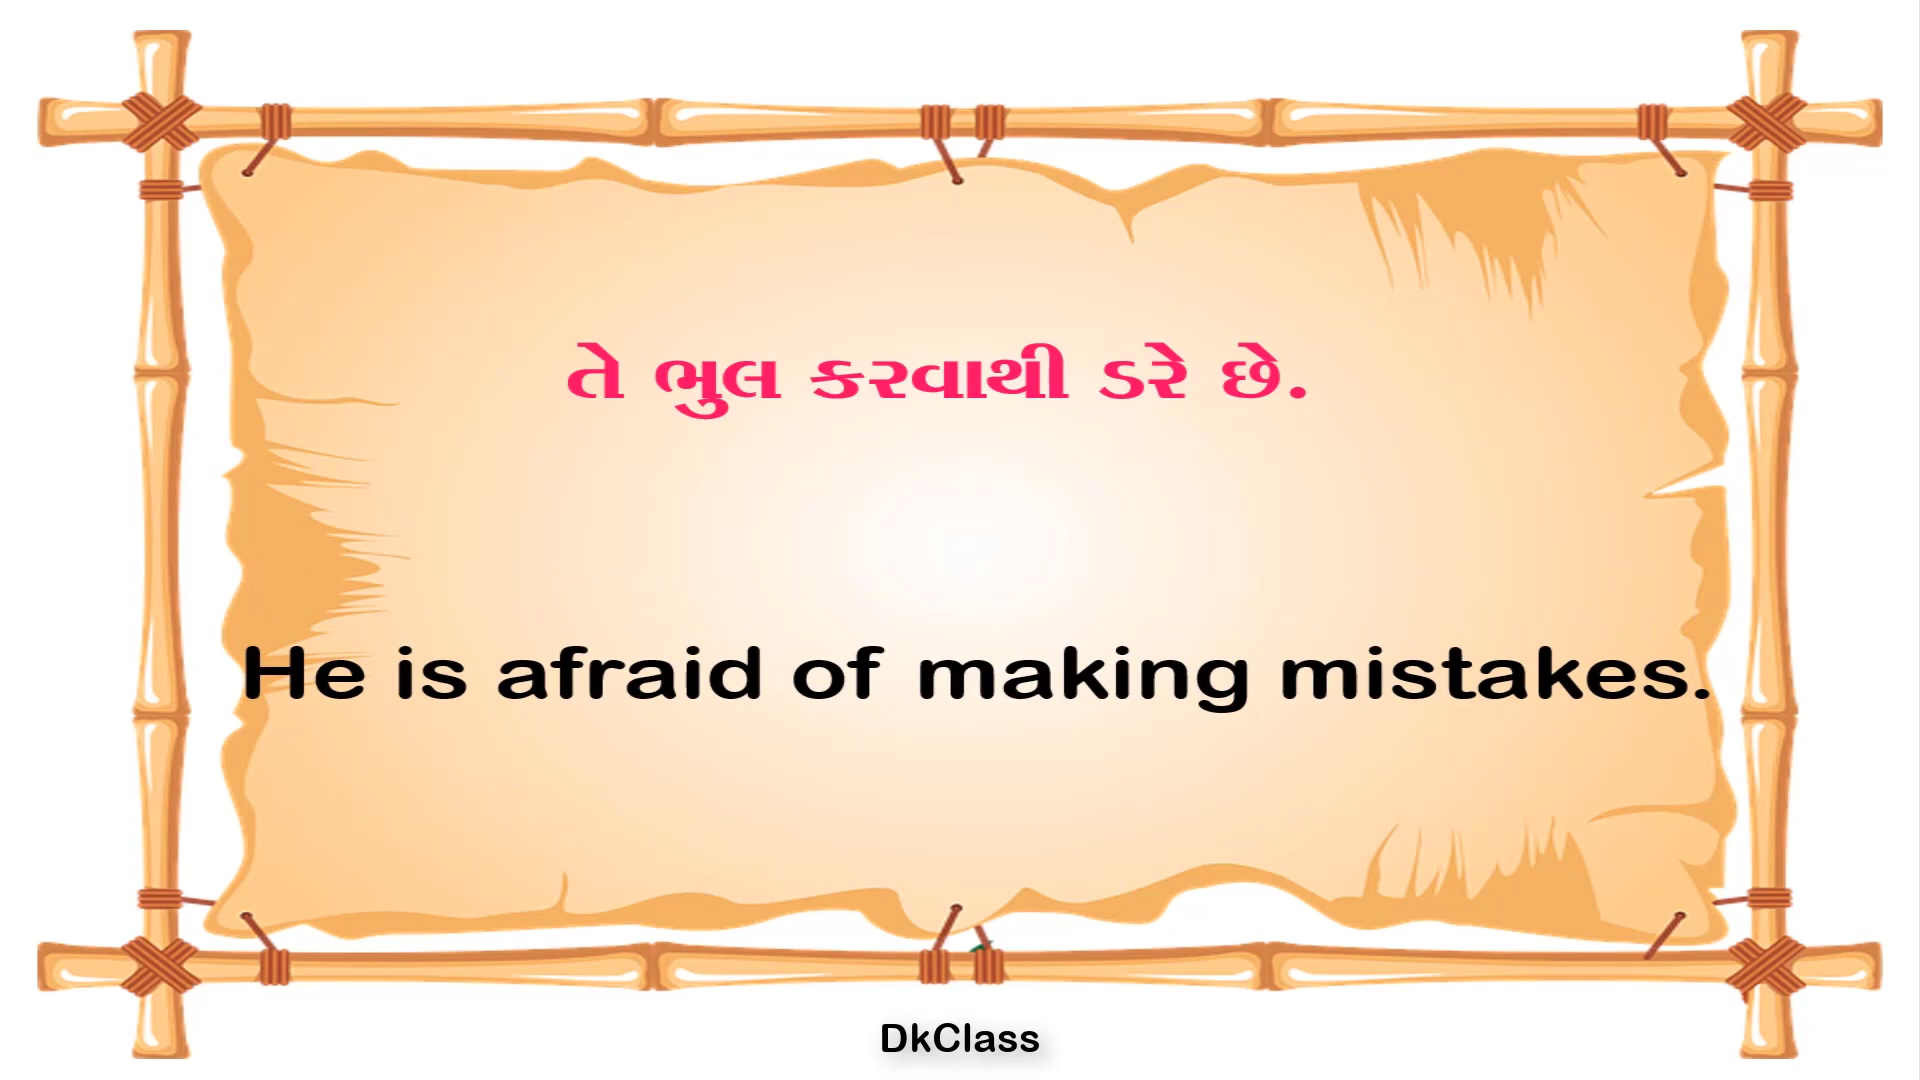 તે ભુલ કરવાથી ડરે છે.
He is afraid of making mistakes.
DkClass